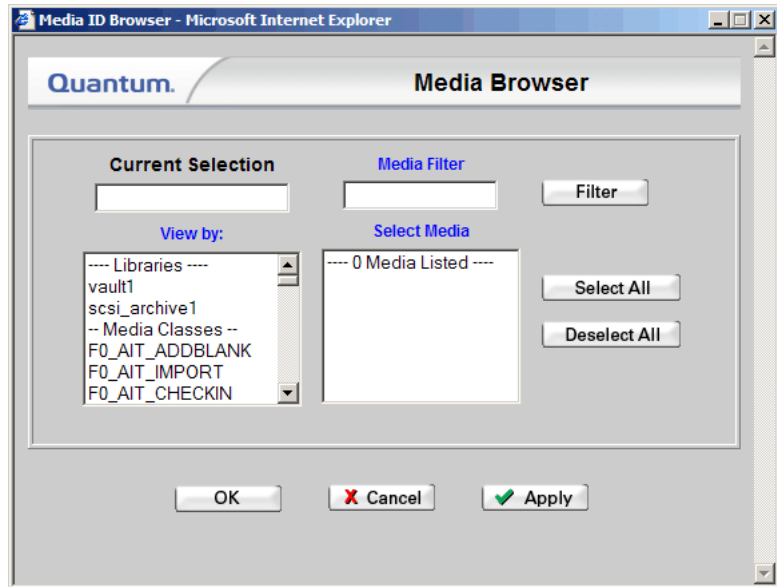 Media ID Browser - Microsoft Internet Explorer
Quantum.
Media Browser
Current Selection
Media Filter
Filter
View by:
Select Media
---- Libraries ----
vault1
scsi_archive1
-- Media Classes --
F0_AIT_ADDBLANK
F0_AIT_IMPORT
F0_AIT_CHECKIN
---- 0 Media Listed ----
Select All
Deselect All
OK
Cancel
Apply